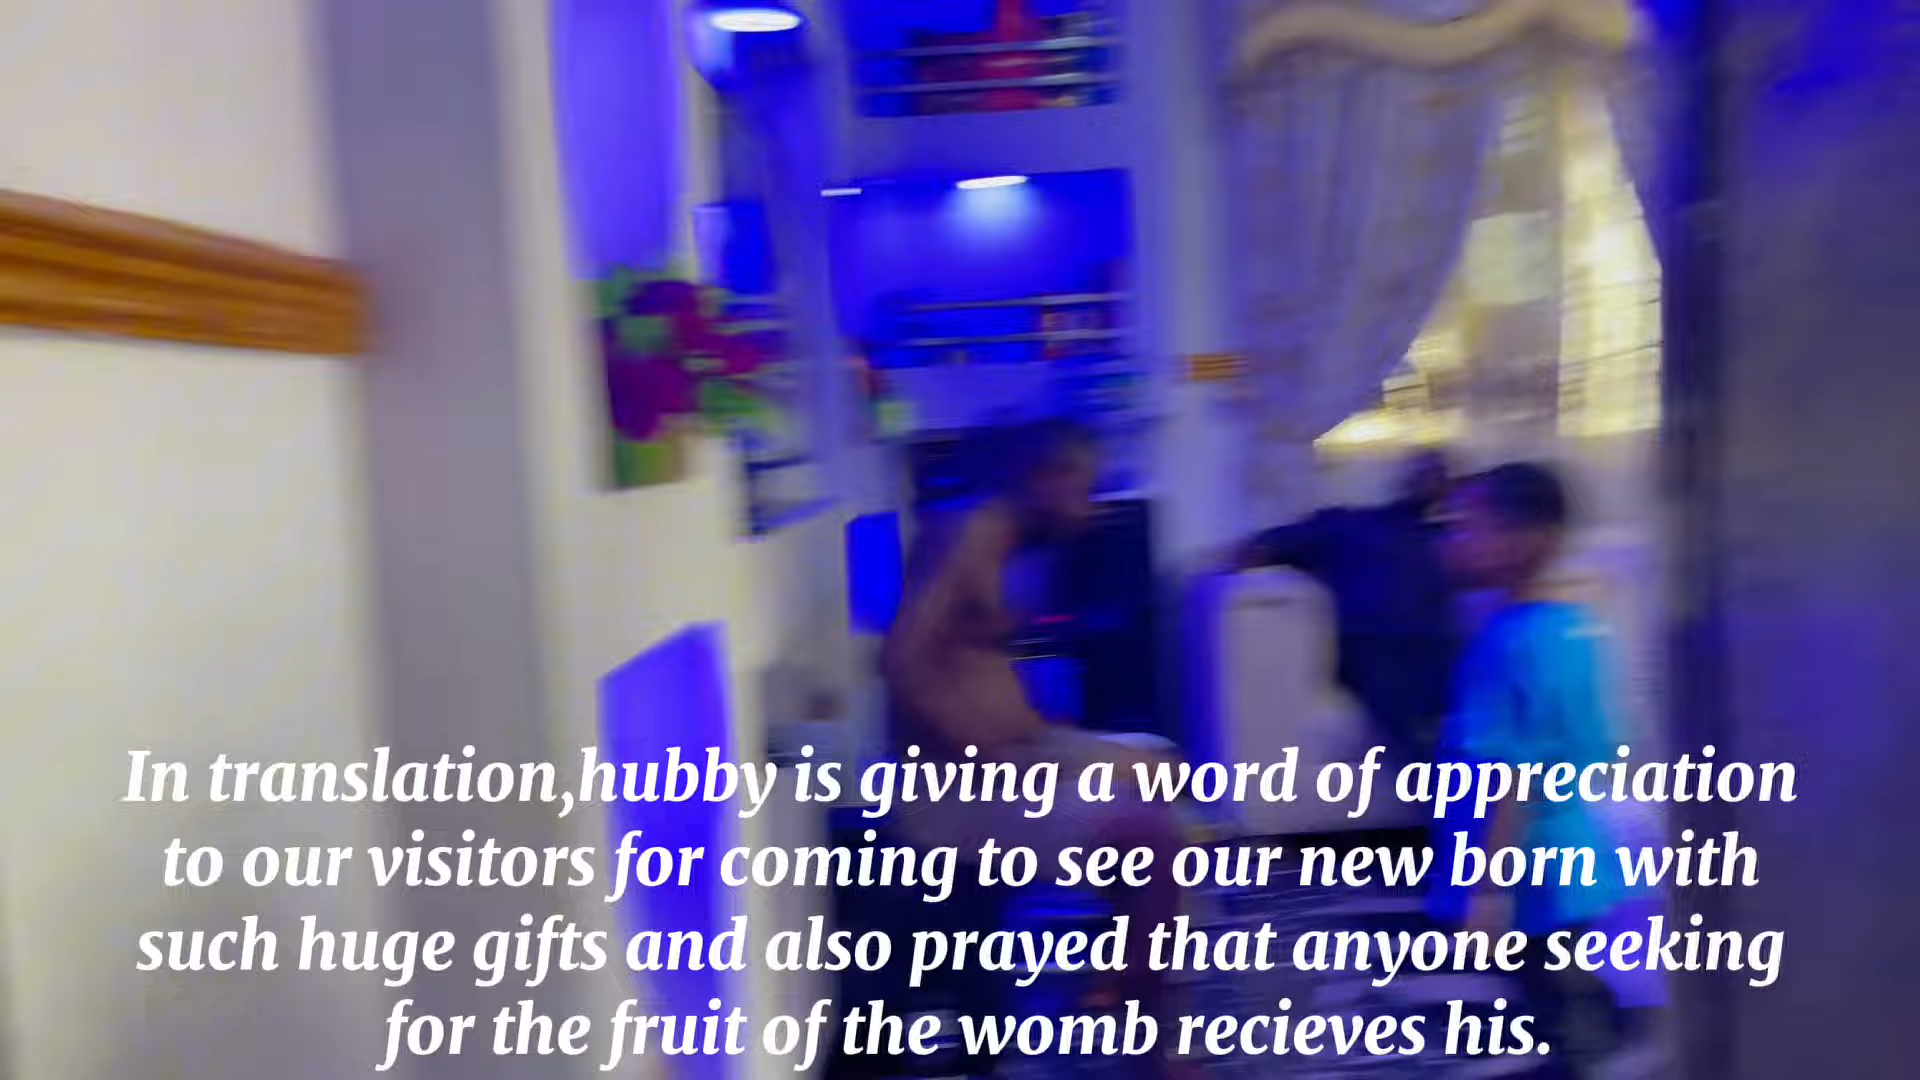 In translation,hubby is giving a word of appreciation
to our visitors for coming to see our new born with
such huge gifts and also prayed that anyone seeking
for the fruit of the womb recieves his.